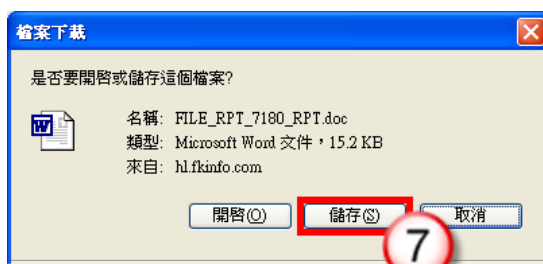 檔案下載
是否要開啓或儲存這個檔案?
名稱: FILE_RPT_7180_RPT.doc
類型: Microsoft Word 文件，15.2 KB
來自: hl.fkinfo.com
開啓(O) 儲存(S) 取消
7